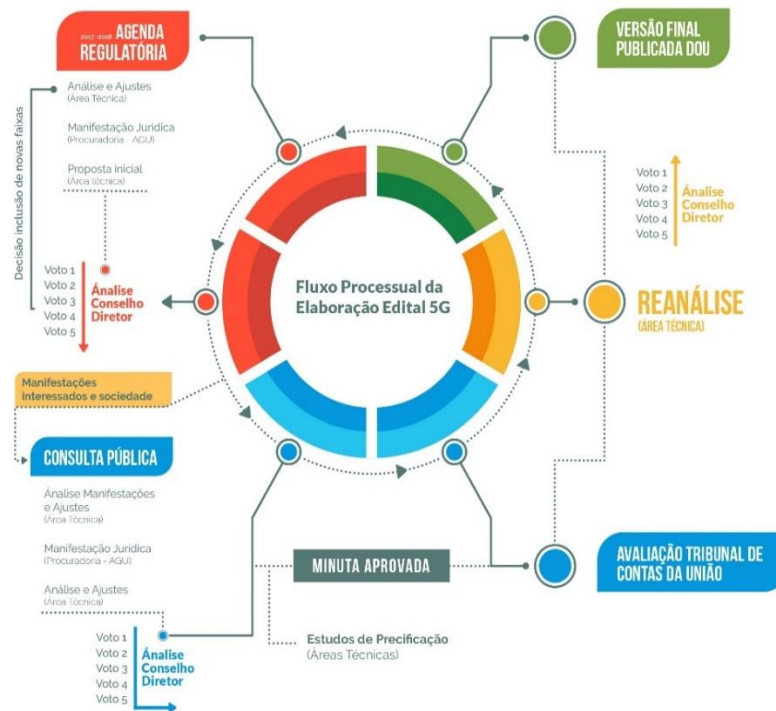 2017 -2018 AGENDA
REGULATÓRIA
Análise e Ajustes
(Área Técnica)
Manifestação Jurídica
(Procuradoria - AGU)
Proposta inicial
(Área técnica)
Decisão inclusão de novas faixas
Voto 1
Voto 2
Voto 3
Voto 4
Voto 5
Ánalise
Conselho
Diretor
Manifestações
interessados e sociedade
CONSULTA PÚBLICA
Ánalise Manifestações
e Ajustes
(Área Técnica)
Manifestação Jurídica
(Procuradoria - AGU)
Análise e Ajustes
(Área Técnica)
Voto 1
Voto 2
Voto 3
Voto 4
Voto 5
Ánalise
Conselho
Diretor
Fluxo Processual da
Elaboração Edital 5G
MINUTA APROVADA
Estudos de Precificação
(Áreas Técnicas)
AVALIAÇÃO TRIBUNAL DE
CONTAS DA UNIÃO
REANÁLISE
(ÁREA TÉCNICA)
Voto 1
Voto 2
Voto 3
Voto 4
Voto 5
Ánalise
Conselho
Diretor
VERSÃO FINAL
PUBLICADA DOU